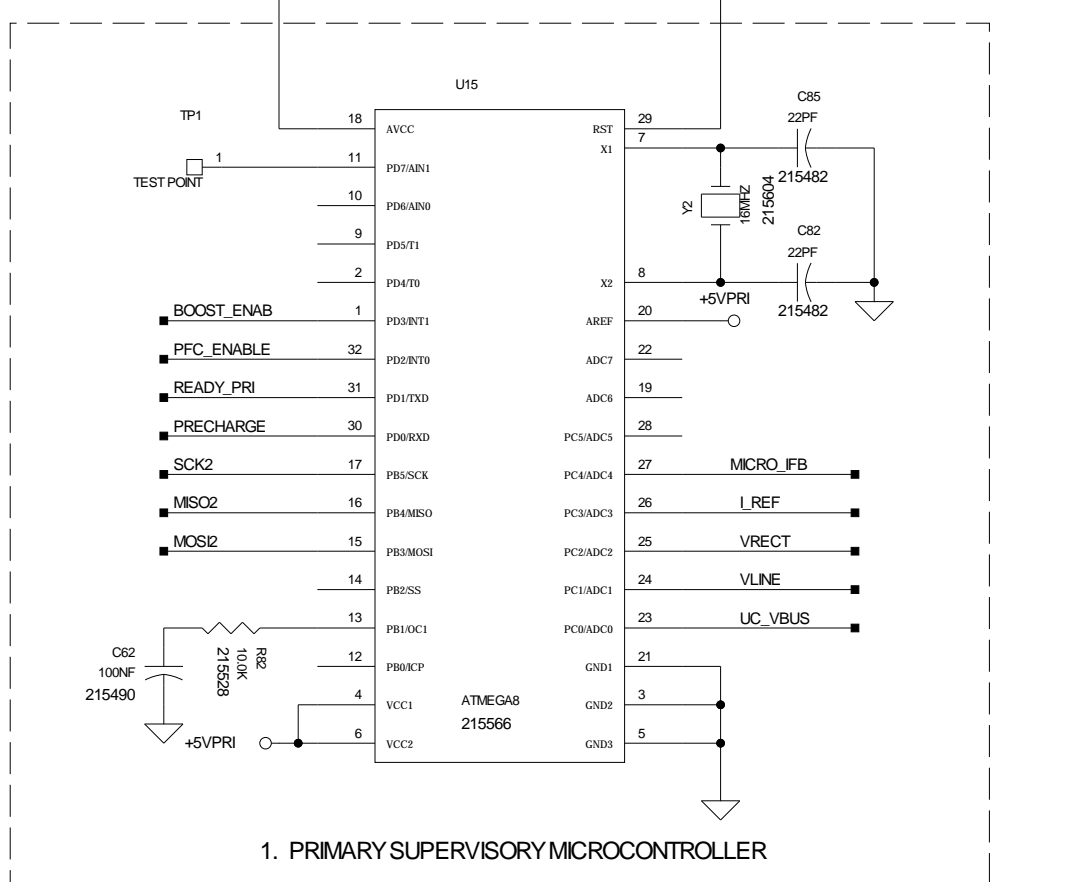 U15
TP1
1
TEST POINT
18 AVCC
11 PD7/AIN1
10 PD6/AIN0
9 PD5/T1
2 PD4/T0
BOOST_ENAB 1 PD3/INT1
PFC_ENABLE 32 PD2/INT0
READY_PRI 31 PD1/TXD
PRECHARGE 30 PD0/RXD
SCK2 17 PB5/SCK
MISO2 16 PB4/MISO
MOSI2 15 PB3/MOSI
14 PB2/SS
13 PB1/OC1
12 PB0/ICP
4 VCC1
6 VCC2
C62
100NF
215490
R82
10.0K
215528
+5VPRI
ATMEGA8
215566
RST 29
X1 7
X2 8
AREF 20
ADC7 22
ADC6 19
PC5/ADC5 28
PC4/ADC4 27 MICRO_IFB
PC3/ADC3 26 I_REF
PC2/ADC2 25 VRECT
PC1/ADC1 24 VLINE
PC0/ADC0 23 UC_VBUS
GND1 21
GND2 3
GND3 5
C85
22PF
215482
Y2
16MHZ
215604
C82
22PF
215482
+5VPRI
1. PRIMARY SUPERVISORY MICROCONTROLLER